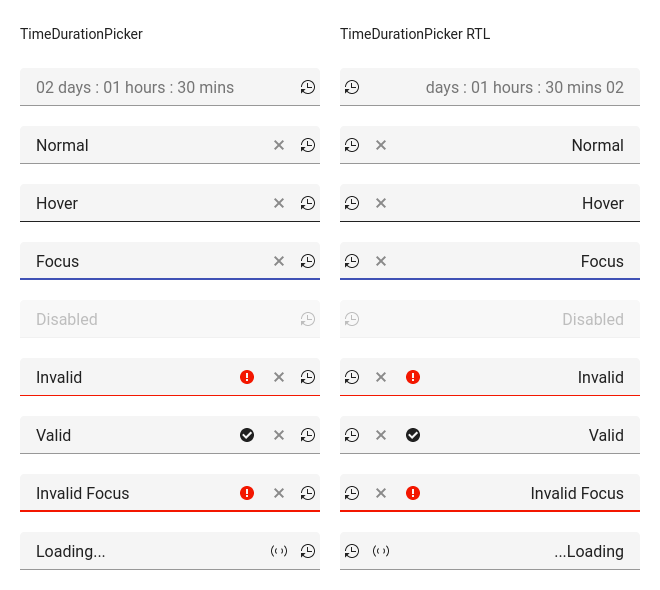 TimeDurationPicker
TimeDurationPicker RTL
02 days : 01 hours : 30 mins
days : 01 hours : 30 mins 02
Normal
Normal
Hover
Hover
Focus
Focus
Disabled
Disabled
Invalid
Invalid
Valid
Valid
Invalid Focus
Invalid Focus
Loading...
...Loading